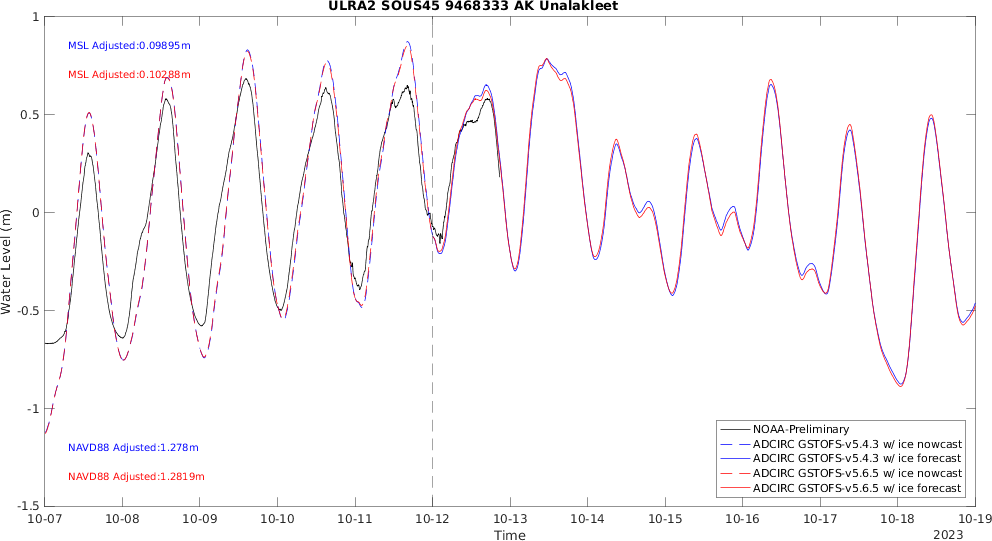 ULRA2 SOUS45 9468333 AK Unalakleet
MSL Adjusted:0.09895m
MSL Adjusted:0.10288m
NAVD88 Adjusted:1.278m
NAVD88 Adjusted:1.2819m
Water Level (m)
1
0.5
0
-0.5
-1
-1.5
NOAA-Preliminary
ADCIRC GSTOFS-v5.4.3 w/ ice nowcast
ADCIRC GSTOFS-v5.4.3 w/ ice forecast
ADCIRC GSTOFS-v5.6.5 w/ ice nowcast
ADCIRC GSTOFS-v5.6.5 w/ ice forecast
10-07 10-08 10-09 10-10 10-11 10-12 10-13 10-14 10-15 10-16 10-17 10-18 10-19
Time
2023